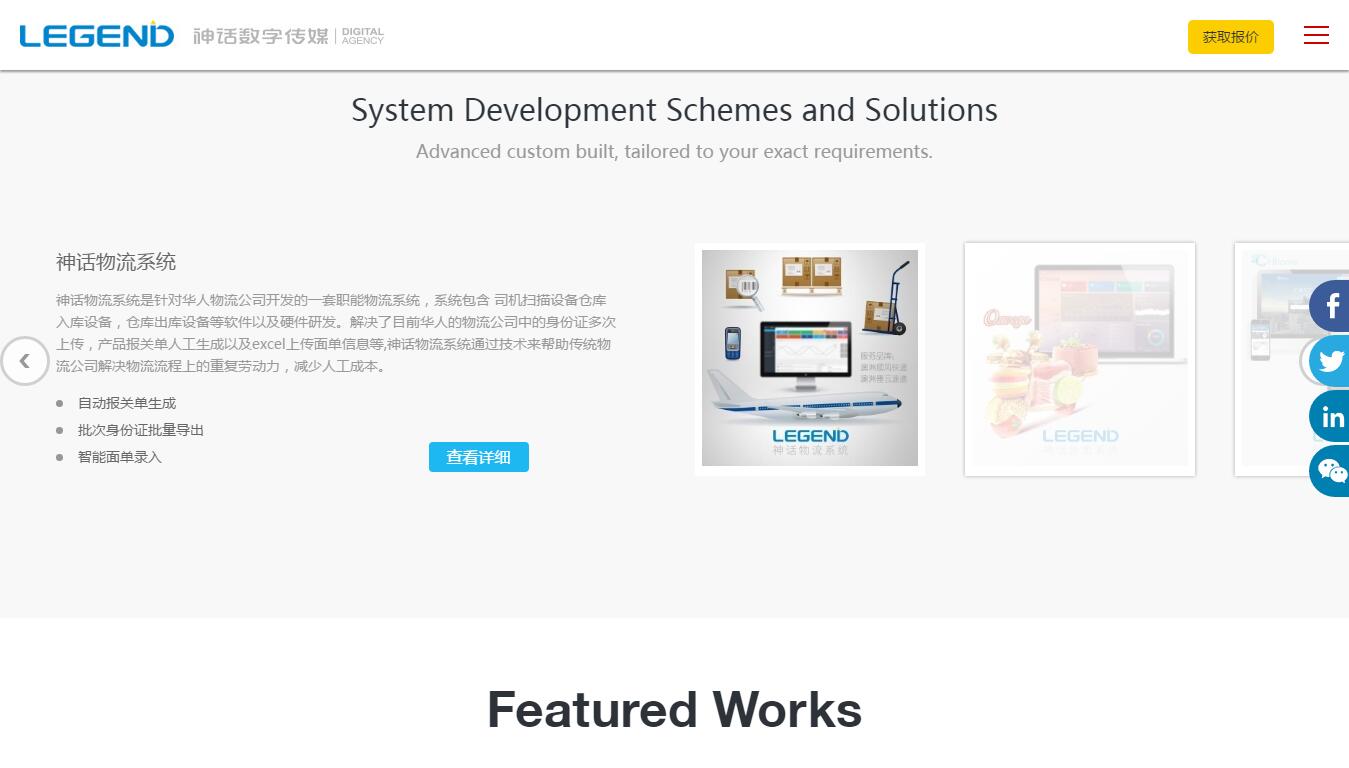 LEGEND 神话数字传媒 DIGITAL AGENCY
获取报价
System Development Schemes and Solutions
Advanced custom built, tailored to your exact requirements.
神话物流系统
神话物流系统是针对华人物流公司开发的一套职能物流系统，系统包含 司机扫描设备仓库
入库设备，仓库出库设备等软件以及硬件研发。解决了目前华人的物流公司中的身份证多次
上传，产品报关单人工生成以及excel上传面单信息等,神话物流系统通过技术来帮助传统物
流公司解决物流流程上的重复劳动力，减少人工成本。
自动报关单生成
批次身份证批量导出
智能面单录入
查看详细
服务品牌:
澳洲顺风快递
LEGEND
神话物流系统
LEGEND
Featured Works